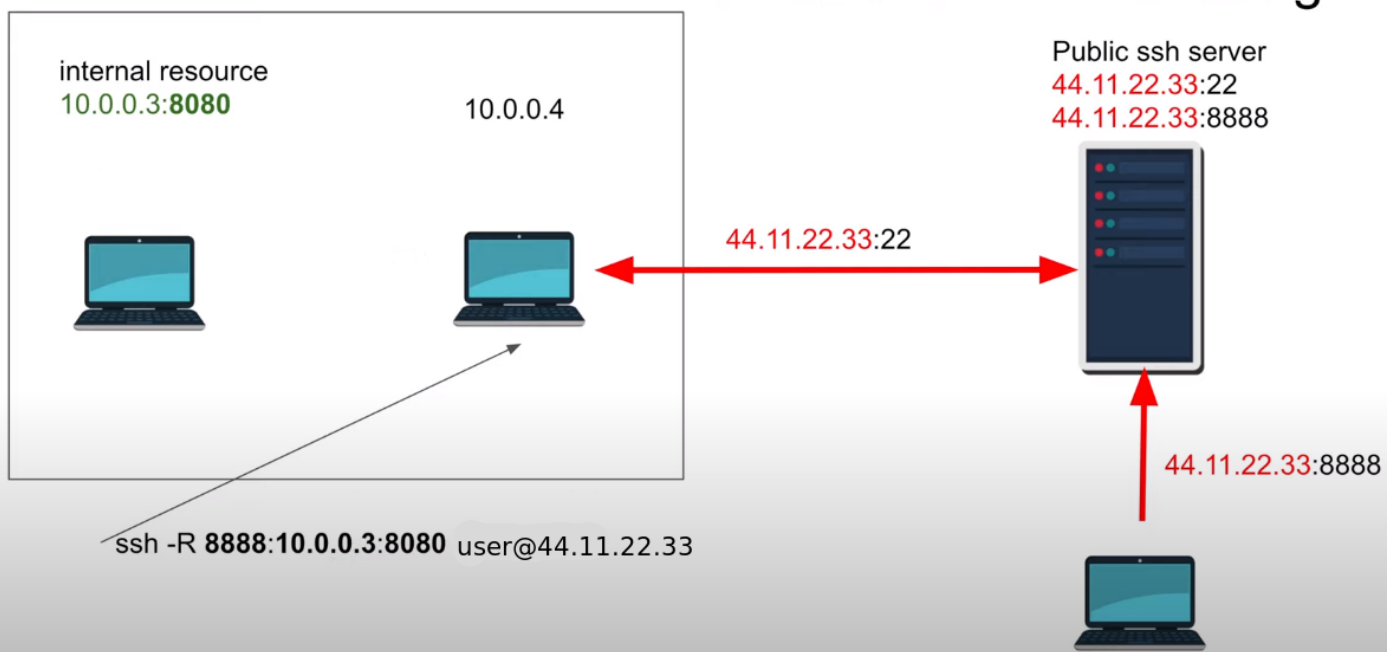 internal resource
10.0.0.3:8080
10.0.0.4
Public ssh server
44.11.22.33:22
44.11.22.33:8888
44.11.22.33:22
44.11.22.33:8888
ssh -R 8888:10.0.0.3:8080 user@44.11.22.33